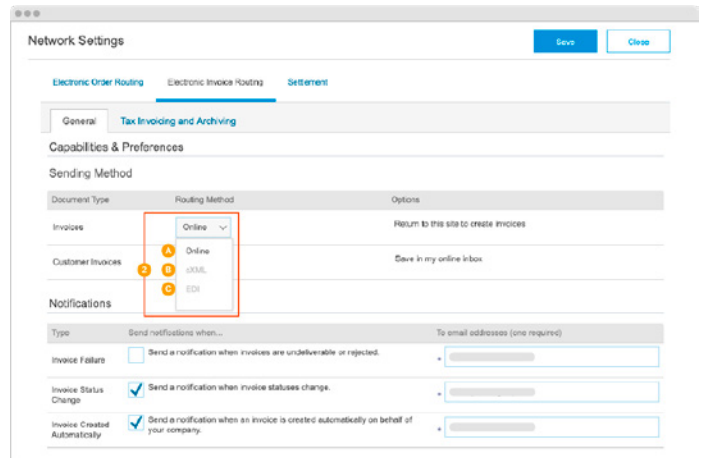 Network Settings
Save
Close
Electronic Order Routing
Electronic Invoice Routing
Settlement
General
Tax Invoicing and Archiving
Capabilities & Preferences
Sending Method
Document Type
Routing Method
Options
Invoices
Online
Return to this site to create invoices
A Online
Customer Invoices
2
B cXML
Save in my online inbox
C EDI
Notifications
Type
Send notifications when...
To email addresses (one required)
Invoice Failure
Send a notification when invoices are undeliverable or rejected.
*
Invoice Status
Change
Send a notification when invoice statuses change.
*
Invoice Created
Automatically
Send a notification when an invoice is created automatically on behalf of
your company.
*